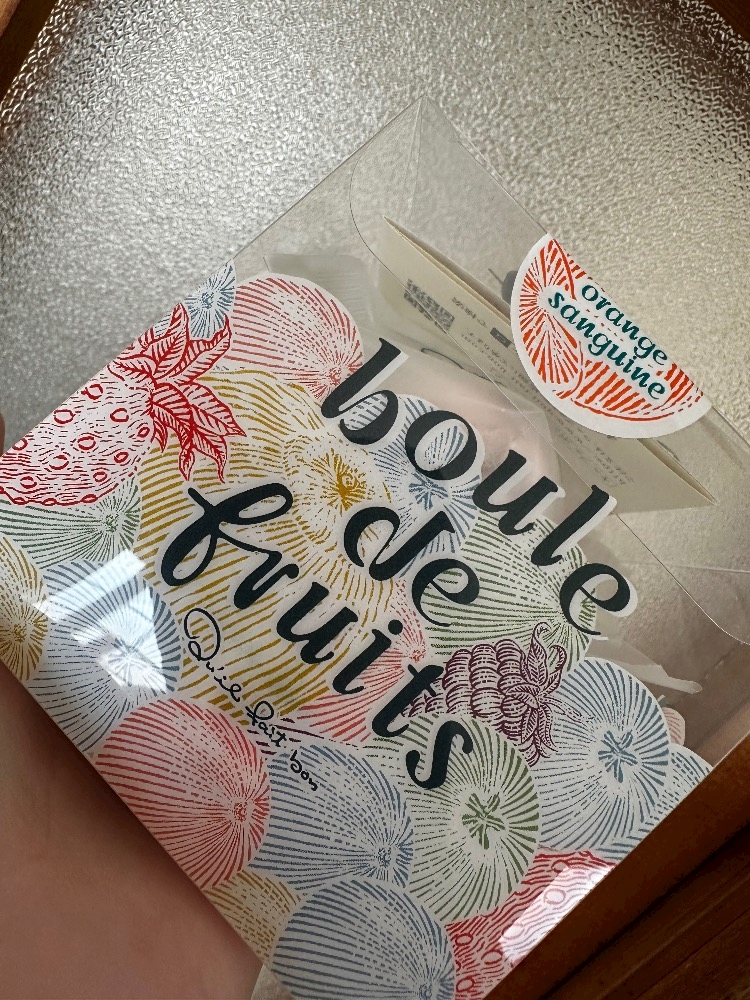 boule
de
fruits
Qu'il fait bon
orange
sanguine